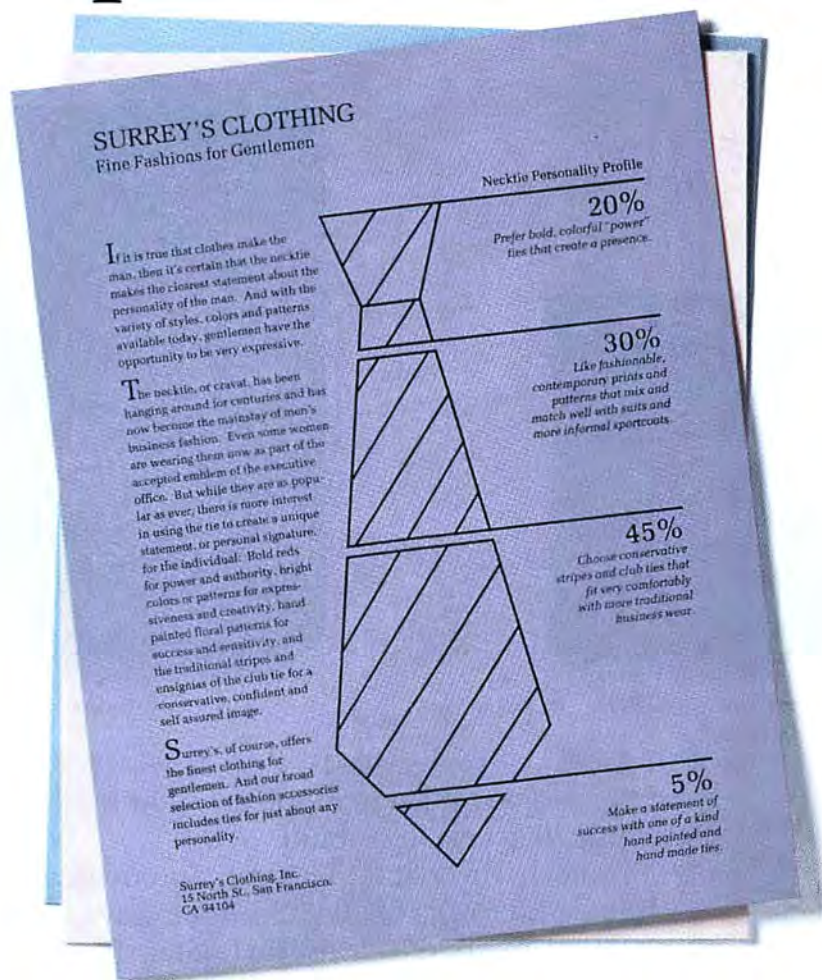 SURREY'S CLOTHING
Fine Fashions for Gentlemen
If it is true that clothes make the
man, then it's certain that the necktie
makes the clearest statement about the
personality of the man. And with the
variety of styles, colors and patterns
available today, gentlemen have the
opportunity to be very expressive.
The necktie, or cravat, has been
hanging around for centuries and has
now become the mainstay of men's
business fashion. Even some women
are wearing them now as part of the
accepted emblem of the executive
office. But while they are as popu-
lar as ever, there is more interest
in using the tie to create a unique
statement, or personal signature,
for the individual: Bold reds
for power and authority, bright
colors or patterns for expres-
siveness and creativity, hand
painted floral patterns for
success and sensitivity, and
the traditional stripes and
ensignias of the club tie for a
conservative, confident and
self assured image.
Surrey's, of course, offers
the finest clothing for
gentlemen. And our broad
selection of fashion accessories
includes ties for just about any
personality.
Surrey's Clothing, Inc.
15 North St., San Francisco,
CA 94104
Necktie Personality Profile
20%
Prefer bold, colorful "power"
ties that create a presence.
30%
Like fashionable,
contemporary prints and
patterns that mix and
match well with suits and
more informal sportcoats.
45%
Choose conservative
stripes and club ties that
fit very comfortably
with more traditional
business wear.
5%
Make a statement of
success with one of a kind
hand painted and
hand made ties.